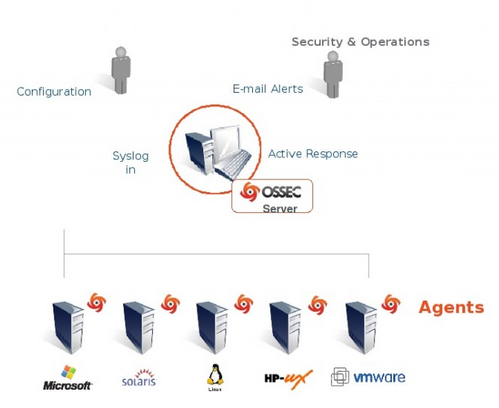 Security & Operations
Configuration
E-mail Alerts
Syslog
in
Active Response
OSSEC
Server
Agents
Microsoft
solaris
Linux
HP-ux
vmware